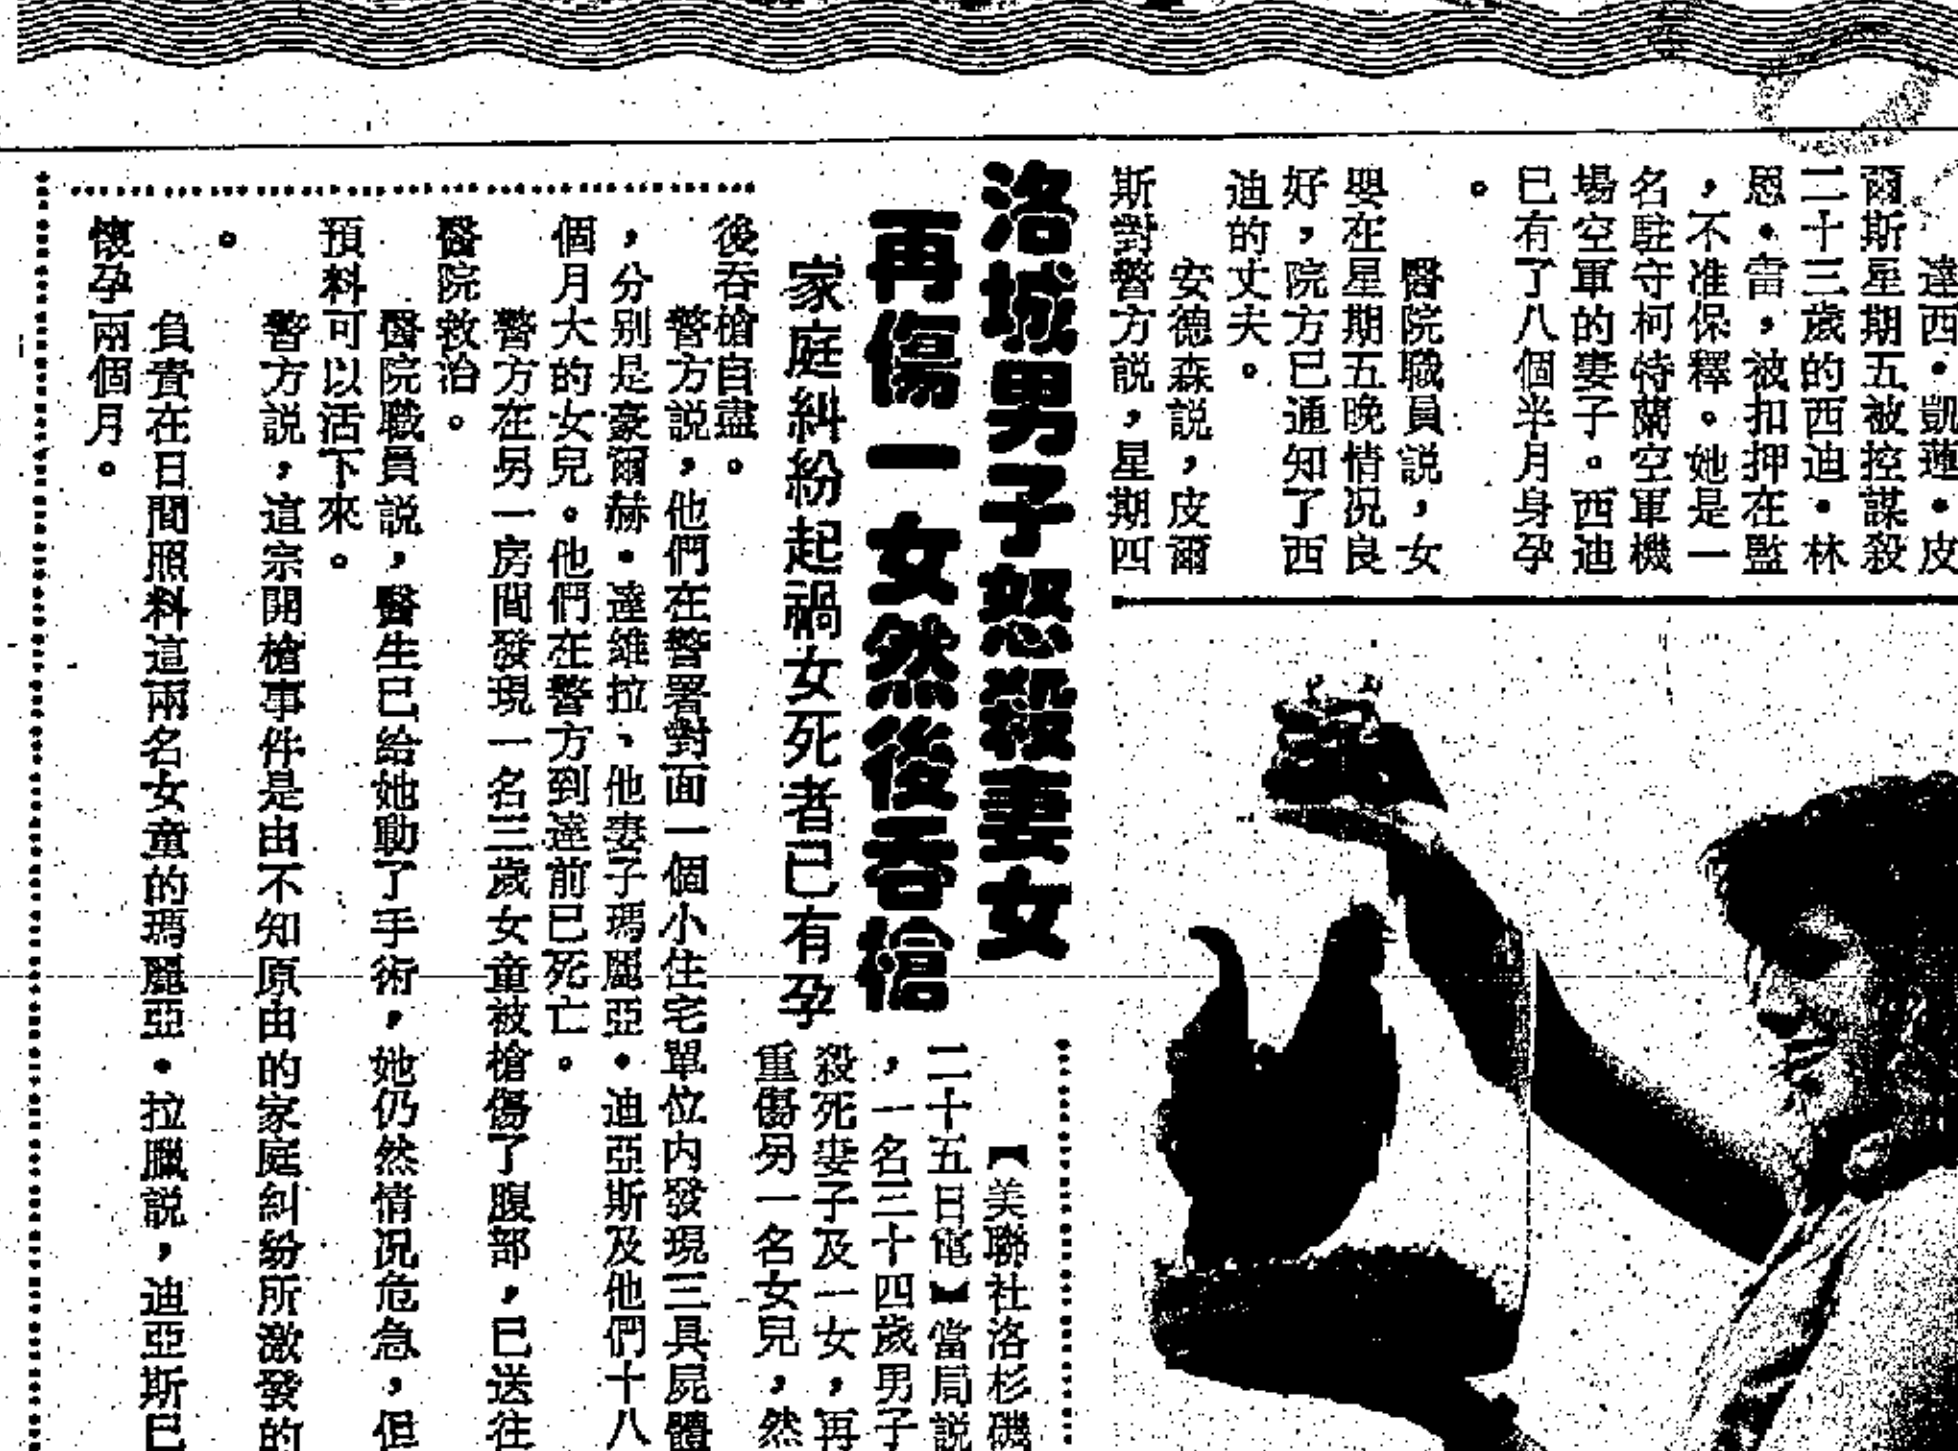 達西・凱蓮・皮
爾斯星期五被控謀殺
二十三歲的西迪・林
恩・雷，被扣押在監
，不准保釋。她是一
名駐守柯特蘭空軍機
場空軍的妻子。西迪
已有了八個半月身孕
。
醫院職員説，女
嬰在星期五晚情况良
好，院方已通知了西
迪的丈夫。
安德森説，皮爾
斯對警方説，星期四
洛城男子怒殺妻女
再傷一女然後吞槍
家庭糾紛起禍女死者已有孕
【美聯社洛杉磯
二十五日電】當局説
，一名三十四歲男子
殺死妻子及一女，再
重傷另一名女兒，然
後吞槍自盡。
警方説，他們在警署對面一個小住宅單位内發現三具屍體
，分别是豪爾赫・達維拉、他妻子瑪麗亞・迪亞斯及他們十八
個月大的女兒。他們在警方到達前已死亡。
警方在另一房間發現一名三歲女童被槍傷了腹部，已送往
醫院救治。
醫院職員説，醫生已給她動了手術，她仍然情况危急，但
預料可以活下來。
警方説，這宗開槍事件是由不知原由的家庭糾紛所激發的
。
負責在日間照料這兩名女童的瑪麗亞・拉臘説，迪亞斯已
懷孕兩個月。